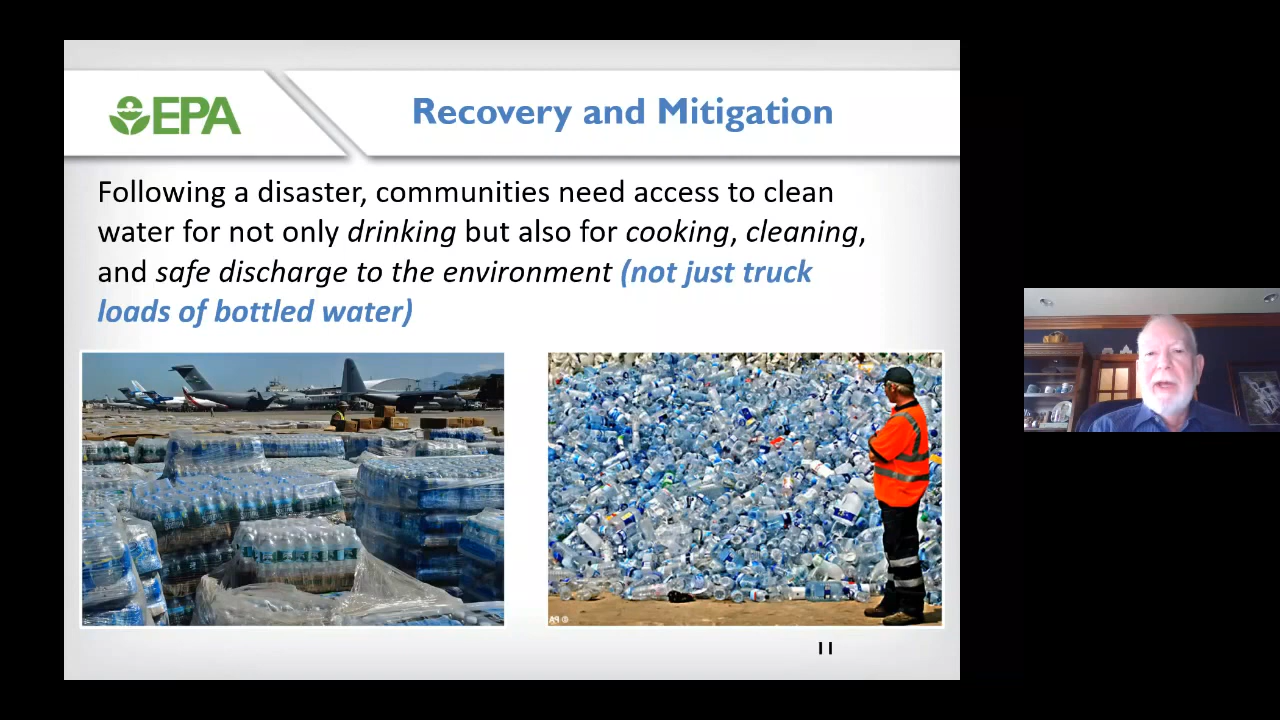 EPA
Recovery and Mitigation
Following a disaster, communities need access to clean
water for not only drinking but also for cooking, cleaning,
and safe discharge to the environment (not just truck
loads of bottled water)
11